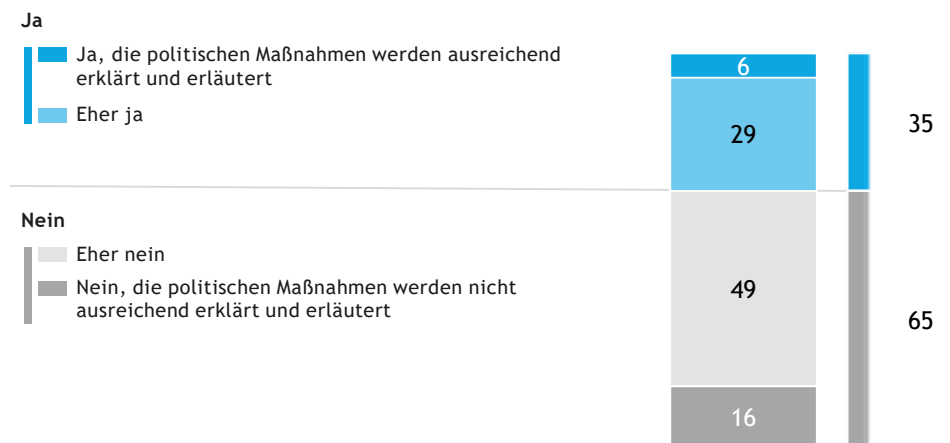 Ja
Ja, die politischen Maßnahmen werden ausreichend
erklärt und erläutert
Eher ja
6
29
35
Nein
Eher nein
Nein, die politischen Maßnahmen werden nicht
ausreichend erklärt und erläutert
49
65
16